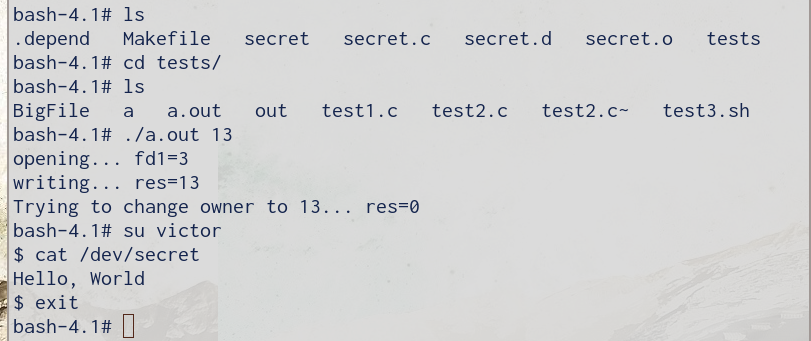 bash-4.1# ls
.depend Makefile secret secret.c secret.d secret.o tests
bash-4.1# cd tests/
bash-4.1# ls
BigFile a a.out out test1.c test2.c test2.c~ test3.sh
bash-4.1# ./a.out 13
opening... fd1=3
writing... res=13
Trying to change owner to 13... res=0
bash-4.1# su victor
$ cat /dev/secret
Hello, World
$ exit
bash-4.1#